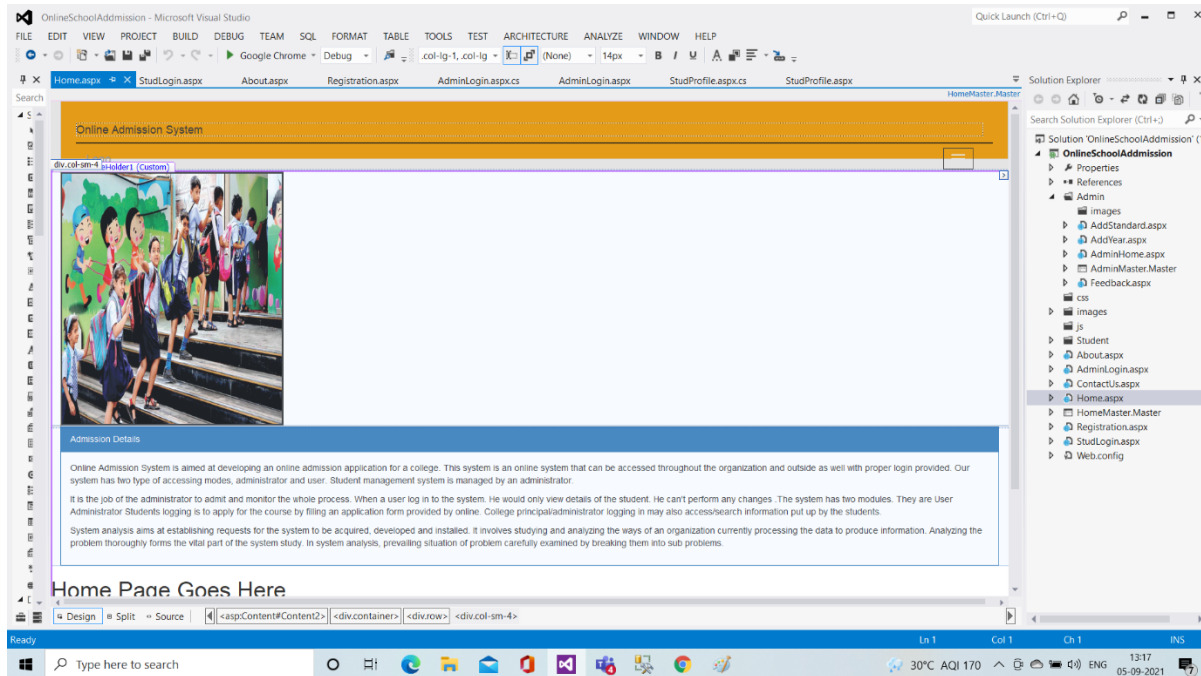 OnlineSchoolAddmission - Microsoft Visual Studio
Quick Launch (Ctrl+Q)
FILE EDIT VIEW PROJECT BUILD DEBUG TEAM SQL FORMAT TABLE TOOLS TEST ARCHITECTURE ANALYZE WINDOW HELP
Google Chrome Debug .col-lg-1, .col-lg (None) 14px B I U A
Home.aspx StudLogin.aspx About.aspx Registration.aspx AdminLogin.aspx.cs AdminLogin.aspx StudProfile.aspx.cs StudProfile.aspx
Search
HomeMaster.Master
Online Admission System
div.col-sm-4 eHolder1 (Custom)
Admission Details
Online Admission System is aimed at developing an online admission application for a college. This system is an online system that can be accessed throughout the organization and outside as well with proper login provided. Our
system has two type of accessing modes, administrator and user. Student management system is managed by an administrator.
It is the job of the administrator to admit and monitor the whole process. When a user log in to the system. He would only view details of the student. He can't perform any changes .The system has two modules. They are User
Administrator Students logging is to apply for the course by filling an application form provided by online. College principal/administrator logging in may also access/search information put up by the students.
System analysis aims at establishing requests for the system to be acquired, developed and installed. It involves studying and analyzing the ways of an organization currently processing the data to produce information. Analyzing the
problem thoroughly forms the vital part of the system study. In system analysis, prevailing situation of problem carefully examined by breaking them into sub problems.
Home Page Goes Here
Design Split Source <asp:Content#Content2> <div.container> <div.row> <div.col-sm-4>
Solution Explorer
Search Solution Explorer (Ctrl+;)
Solution 'OnlineSchoolAddmission' (
OnlineSchoolAddmission
Properties
References
Admin
images
AddStandard.aspx
AddYear.aspx
AdminHome.aspx
AdminMaster.Master
Feedback.aspx
css
images
js
Student
About.aspx
AdminLogin.aspx
ContactUs.aspx
Home.aspx
HomeMaster.Master
Registration.aspx
StudLogin.aspx
Web.config
Ready Ln 1 Col 1 Ch 1 INS
Type here to search
30°C AQI 170 ENG
13:17
05-09-2021